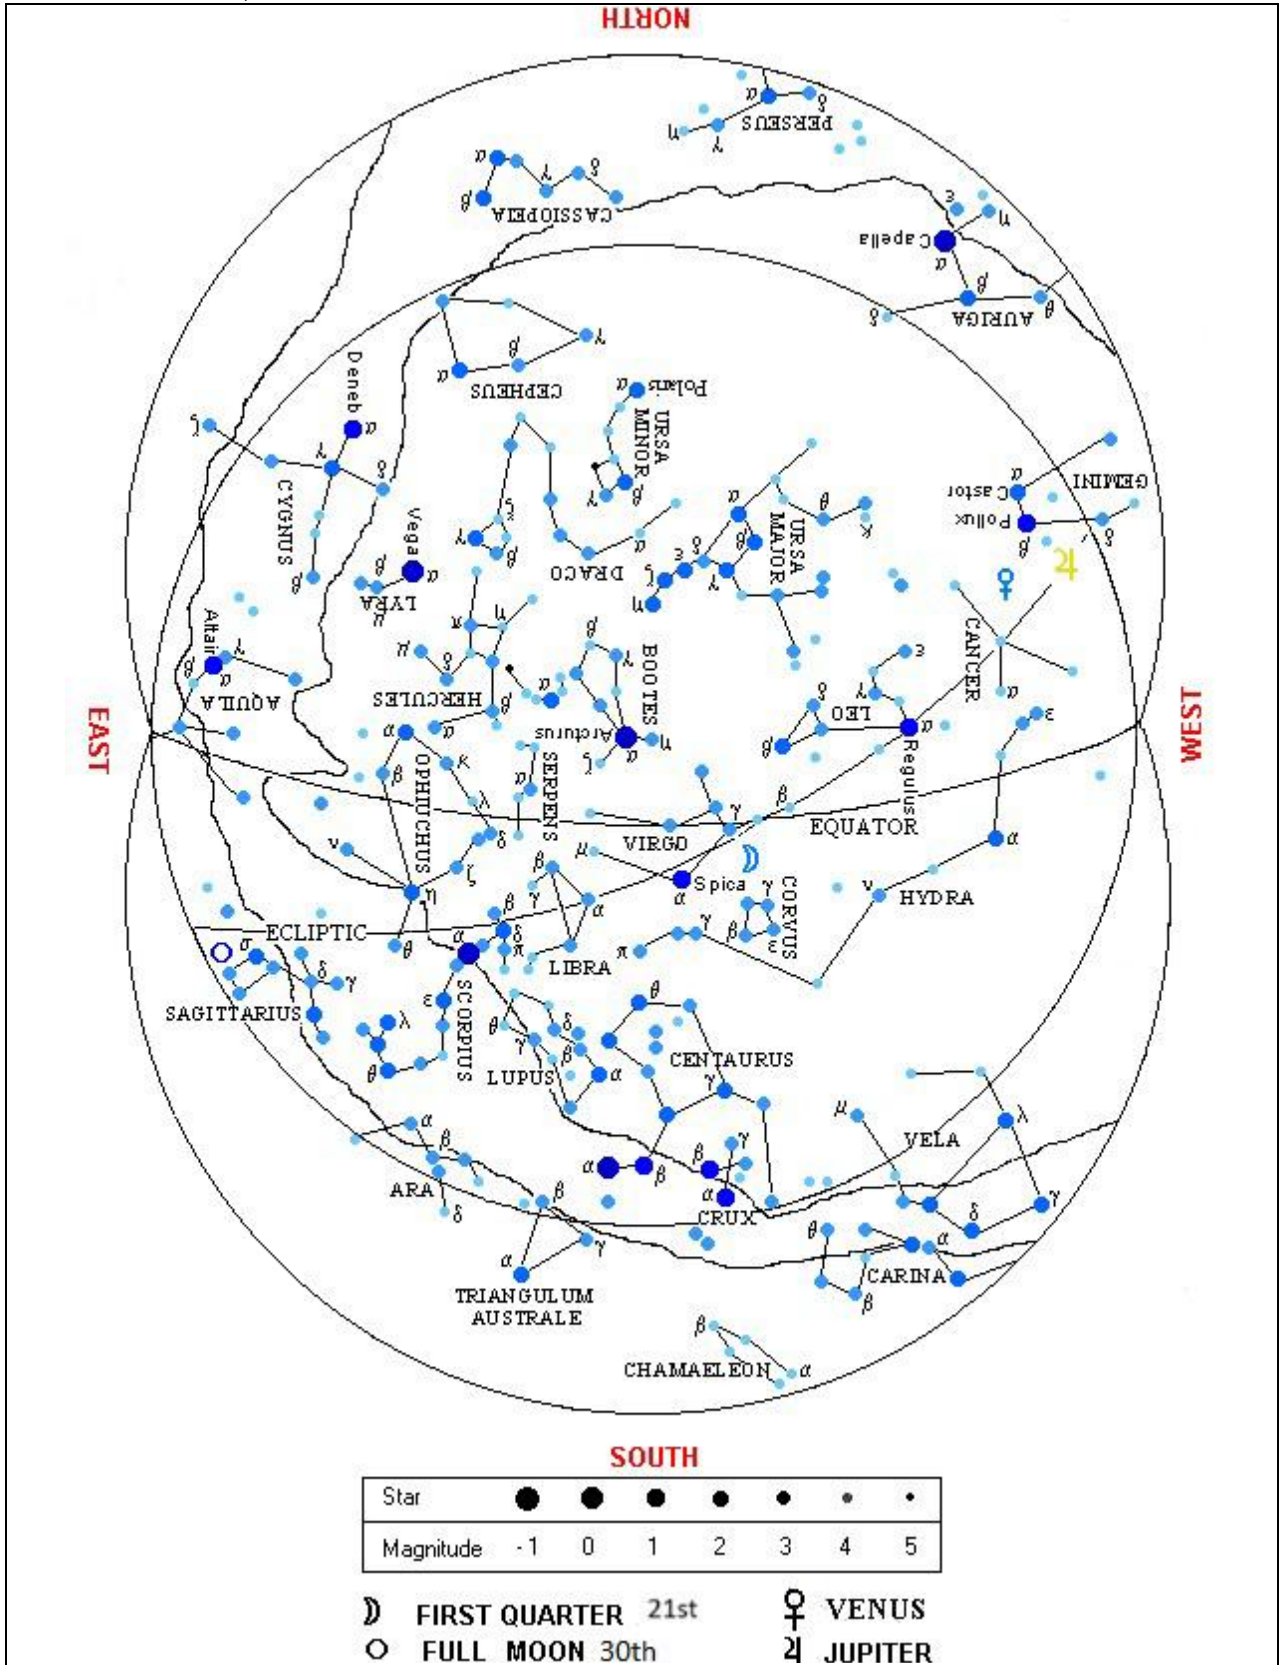 NORTH
α δ
PERSEUS
η γ
α γ δ
β CASSIOPEIA
ε η
Capella
α
β θ
δ AURIGA
γ
β
α CEPHEUS
Deneb α
α Polaris
URSA MINOR
β γ
ζ γ δ
CYGNUS
β
GEMINI
α Castor
Pollux
β δ
α θ κ
β URSA MAJOR
ζ ε δ γ
η
γ ξ β
α
DRACO
Vega α
β
LYRA
μ
♀ ♃
CANCER
α
Altair
β γ
α
AQUILA
π η
μ δ
HERCULES
β
α
β
γ BOOTES
α
Arcturus α η
ζ
ε
δ γ
LEO
β α
Regulus
ε
EAST
WEST
α
β OPHIUCHUS κ
λ
ν δ
ζ
η
θ
SERPENS
α
β
γ
VIRGO
EQUATOR
μ
Spica
α
α
HYDRA
ν
γ CORVUS
β ε
γ
π
β
γ α
LIBRA
β
α δ
π
ECLIPTIC
σ
δ γ
SAGITTARIUS
ε SCORPIUS
λ
θ
θ
γ δ
β
LUPUS α
θ
CENTAURUS
γ
μ
λ
VELA
γ
δ
α
β
ARA
δ
α β
β γ
α
CRUX
β
α γ
TRIANGULUM
AUSTRALE
θ
α
CARINA
β
β
CHAMAELEON α
SOUTH
Star
Magnitude -1 0 1 2 3 4 5
FIRST QUARTER 21st ♀ VENUS
FULL MOON 30th ♃ JUPITER